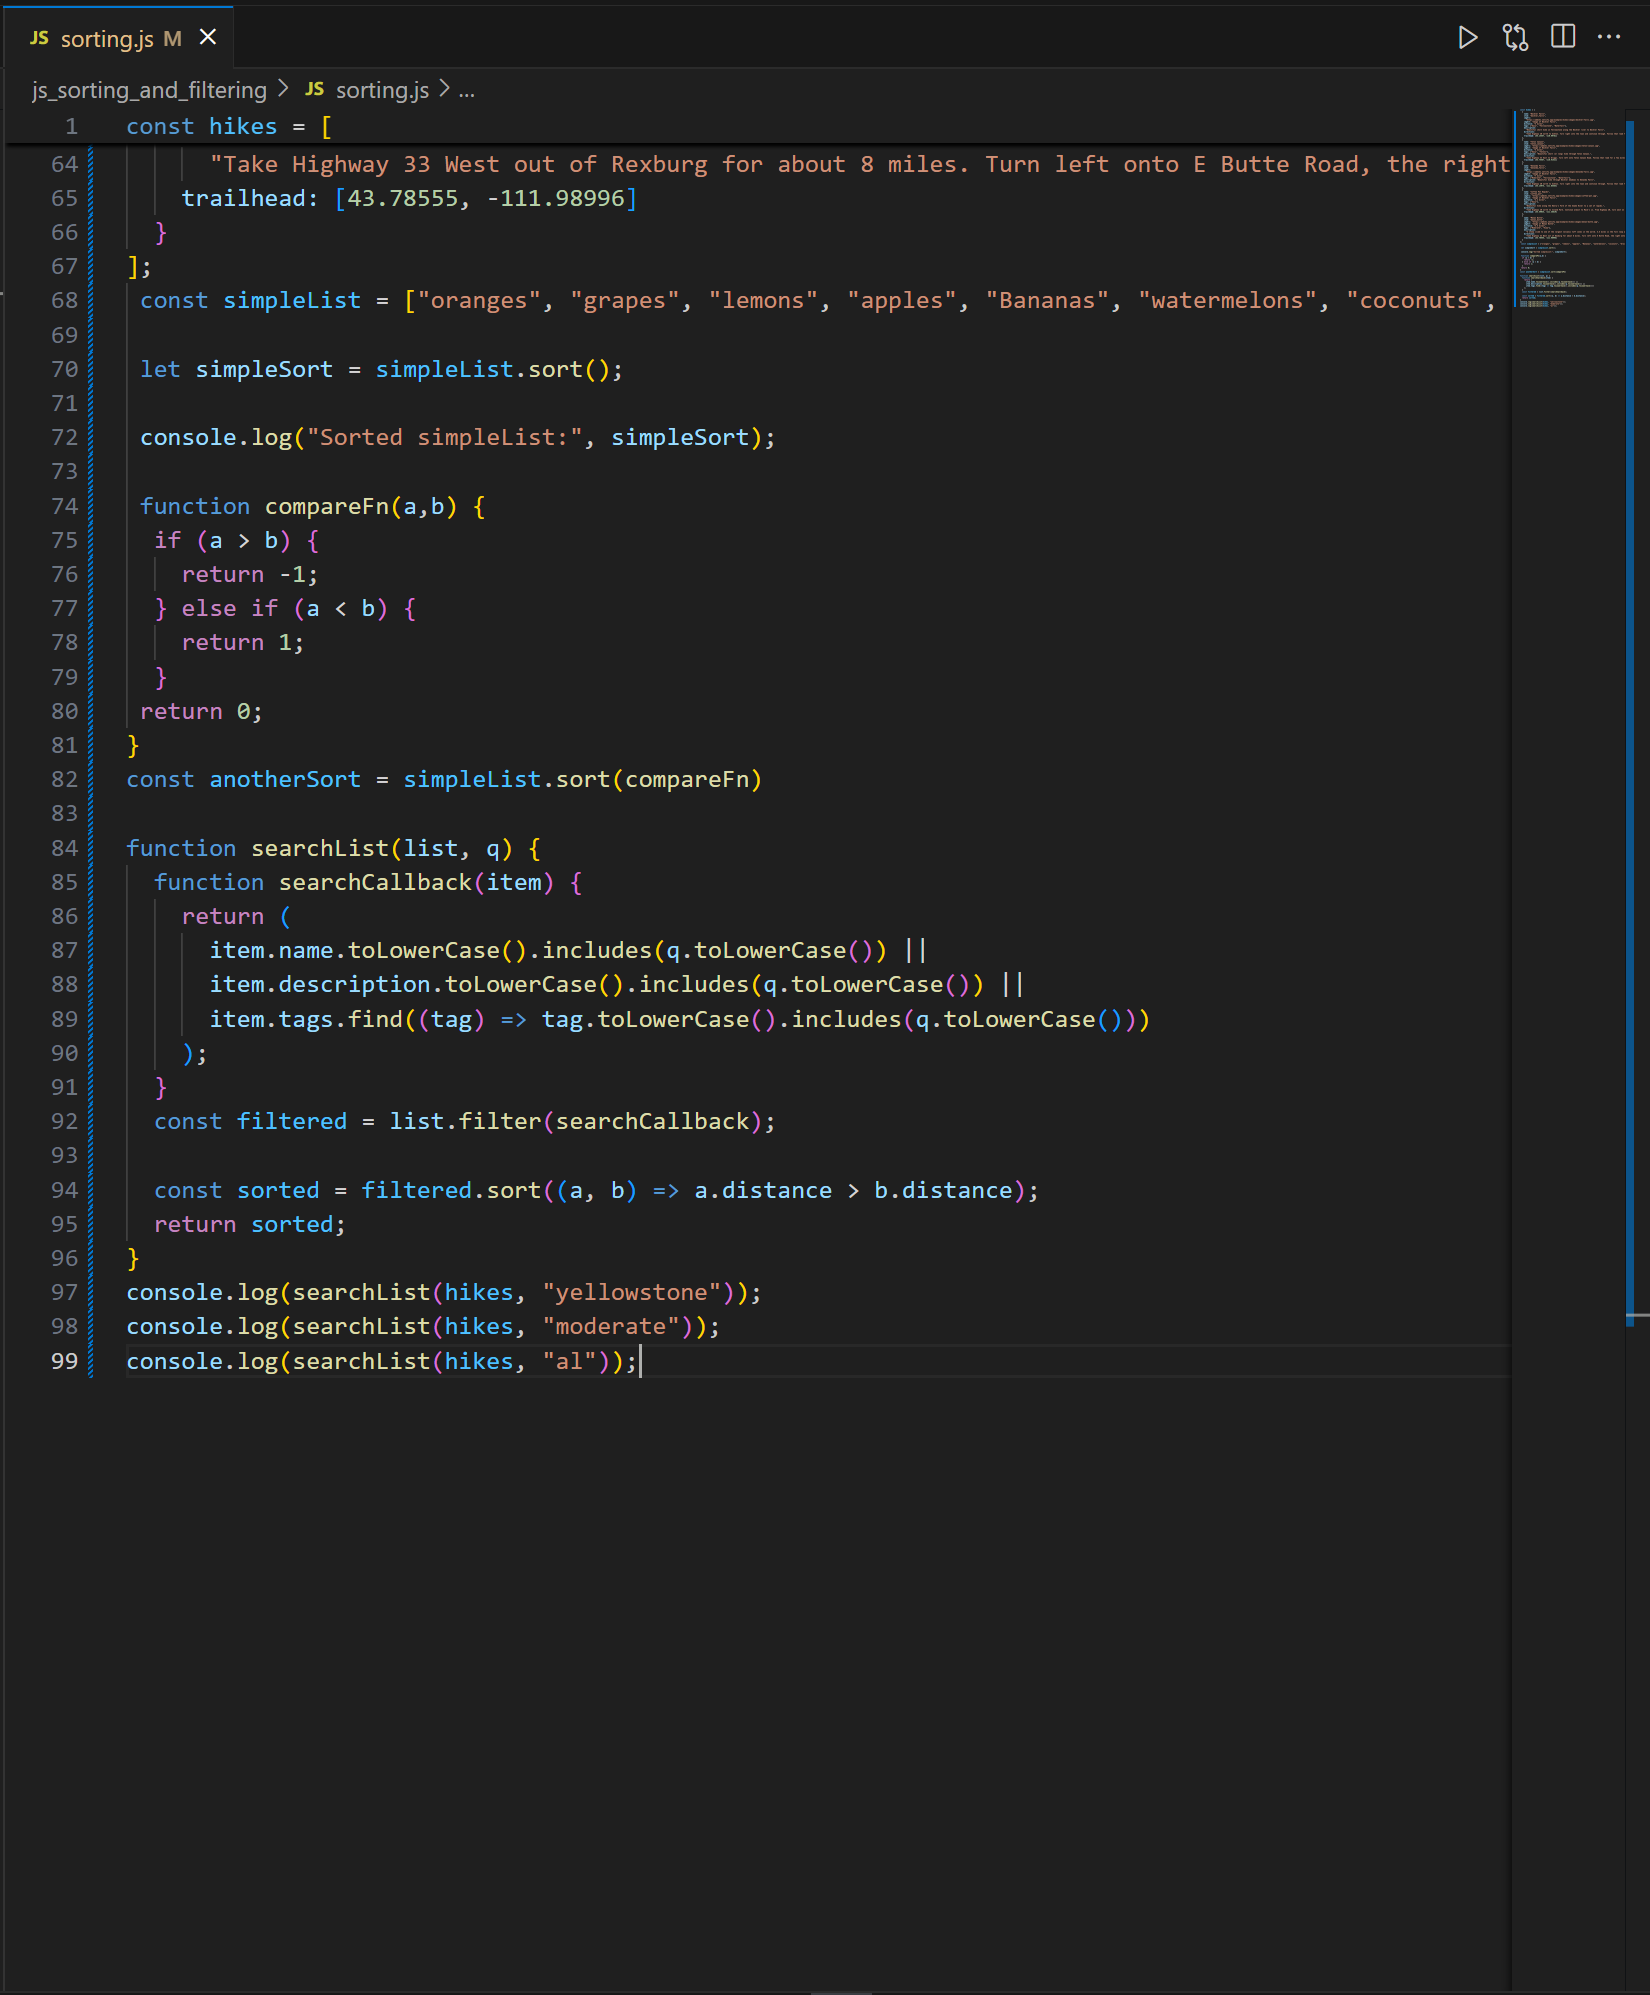 JS sorting.js M
js_sorting_and_filtering > JS sorting.js > ...
1 const hikes = [
64 "Take Highway 33 West out of Rexburg for about 8 miles. Turn left onto E Butte Road, the right
65 trailhead: [43.78555, -111.98996]
66 }
67 ];
68 const simpleList = ["oranges", "grapes", "lemons", "apples", "Bananas", "watermelons", "coconuts",
69
70 let simpleSort = simpleList.sort();
71
72 console.log("Sorted simpleList:", simpleSort);
73
74 function compareFn(a,b) {
75 if (a > b) {
76 return -1;
77 } else if (a < b) {
78 return 1;
79 }
80 return 0;
81 }
82 const anotherSort = simpleList.sort(compareFn)
83
84 function searchList(list, q) {
85 function searchCallback(item) {
86 return (
87 item.name.toLowerCase().includes(q.toLowerCase()) ||
88 item.description.toLowerCase().includes(q.toLowerCase()) ||
89 item.tags.find((tag) => tag.toLowerCase().includes(q.toLowerCase()))
90 );
91 }
92 const filtered = list.filter(searchCallback);
93
94 const sorted = filtered.sort((a, b) => a.distance > b.distance);
95 return sorted;
96 }
97 console.log(searchList(hikes, "yellowstone"));
98 console.log(searchList(hikes, "moderate"));
99 console.log(searchList(hikes, "al"));